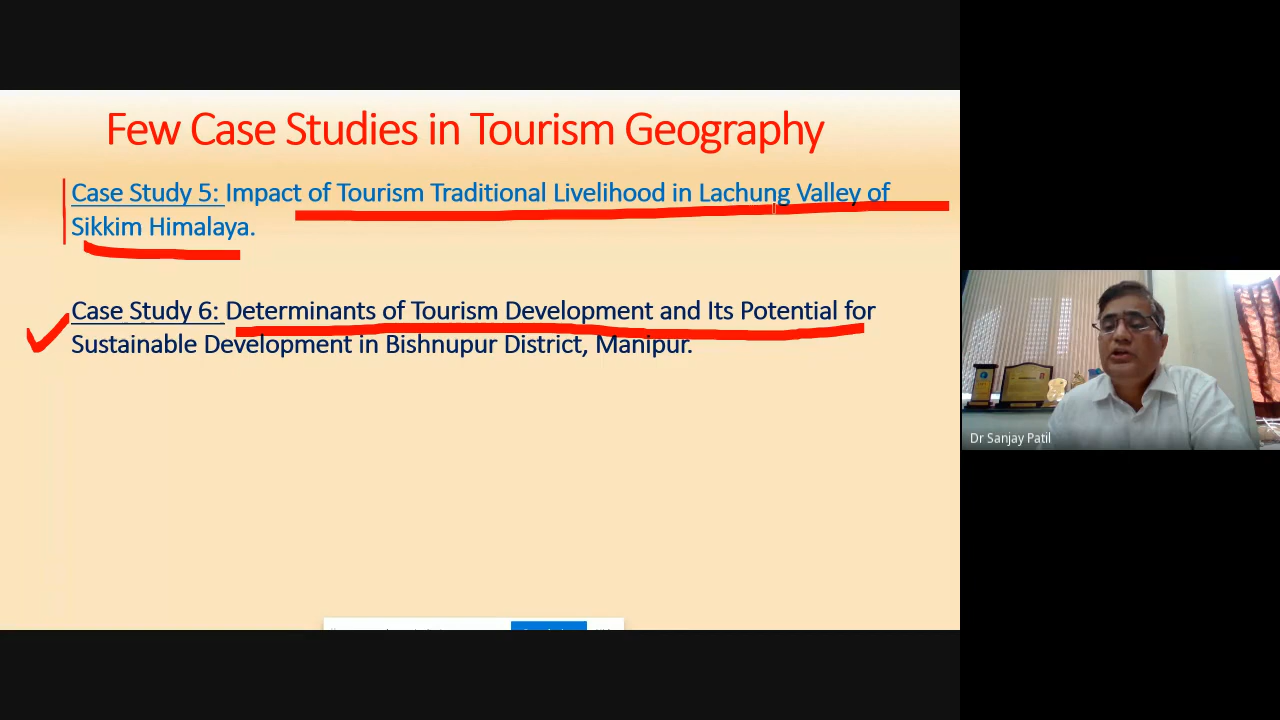 Few Case Studies in Tourism Geography
Case Study 5: Impact of Tourism Traditional Livelihood in Lachung Valley of
Sikkim Himalaya.
Case Study 6: Determinants of Tourism Development and Its Potential for
Sustainable Development in Bishnupur District, Manipur.
Dr Sanjay Patil